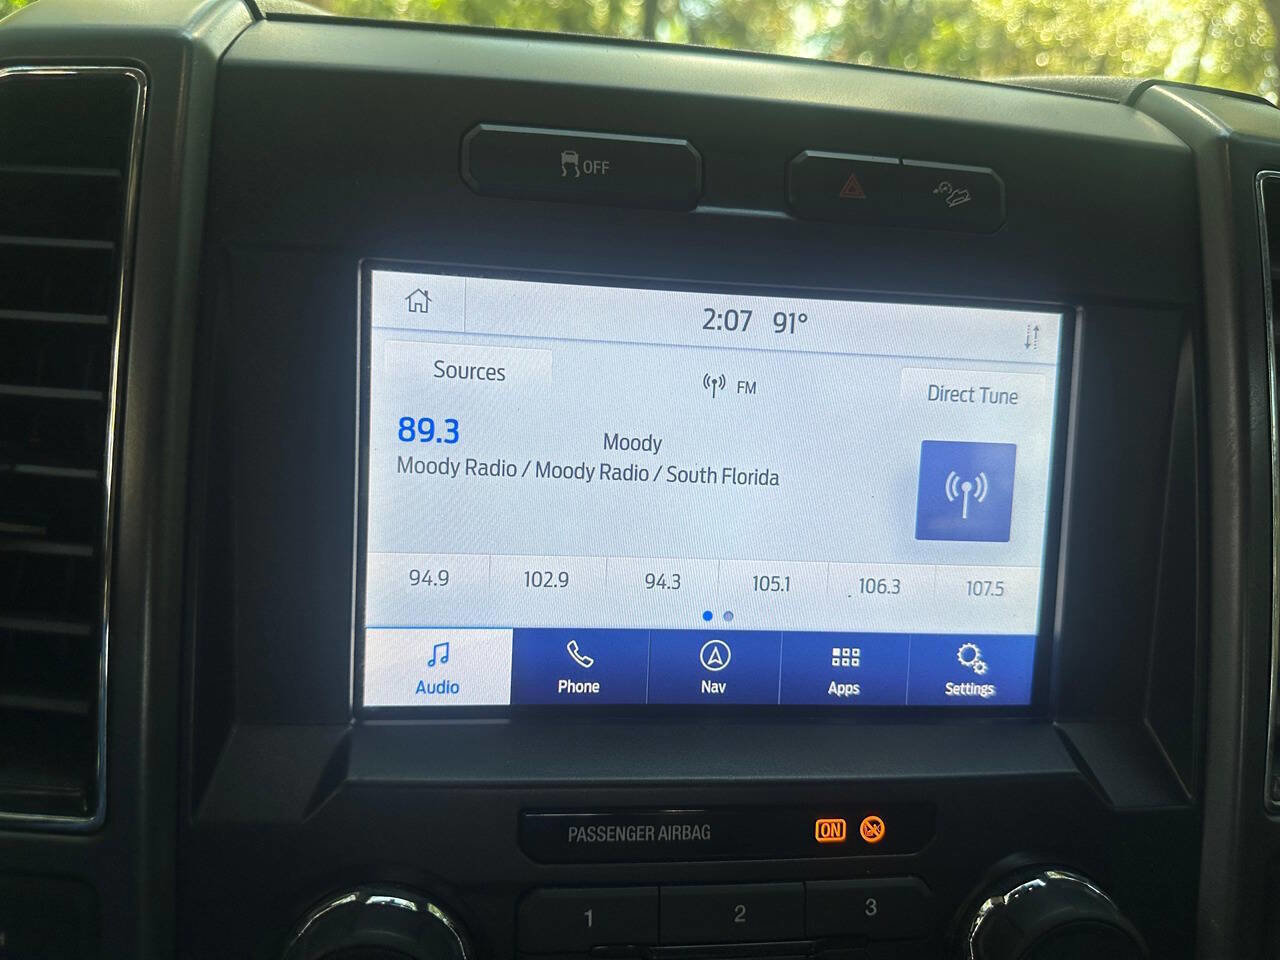 OFF
2:07 91°
Sources
FM
Direct Tune
89.3
Moody
Moody Radio / Moody Radio / South Florida
94.9 102.9 94.3 105.1 106.3 107.5
Audio Phone Nav Apps Settings
PASSENGER AIRBAG ON
1 2 3